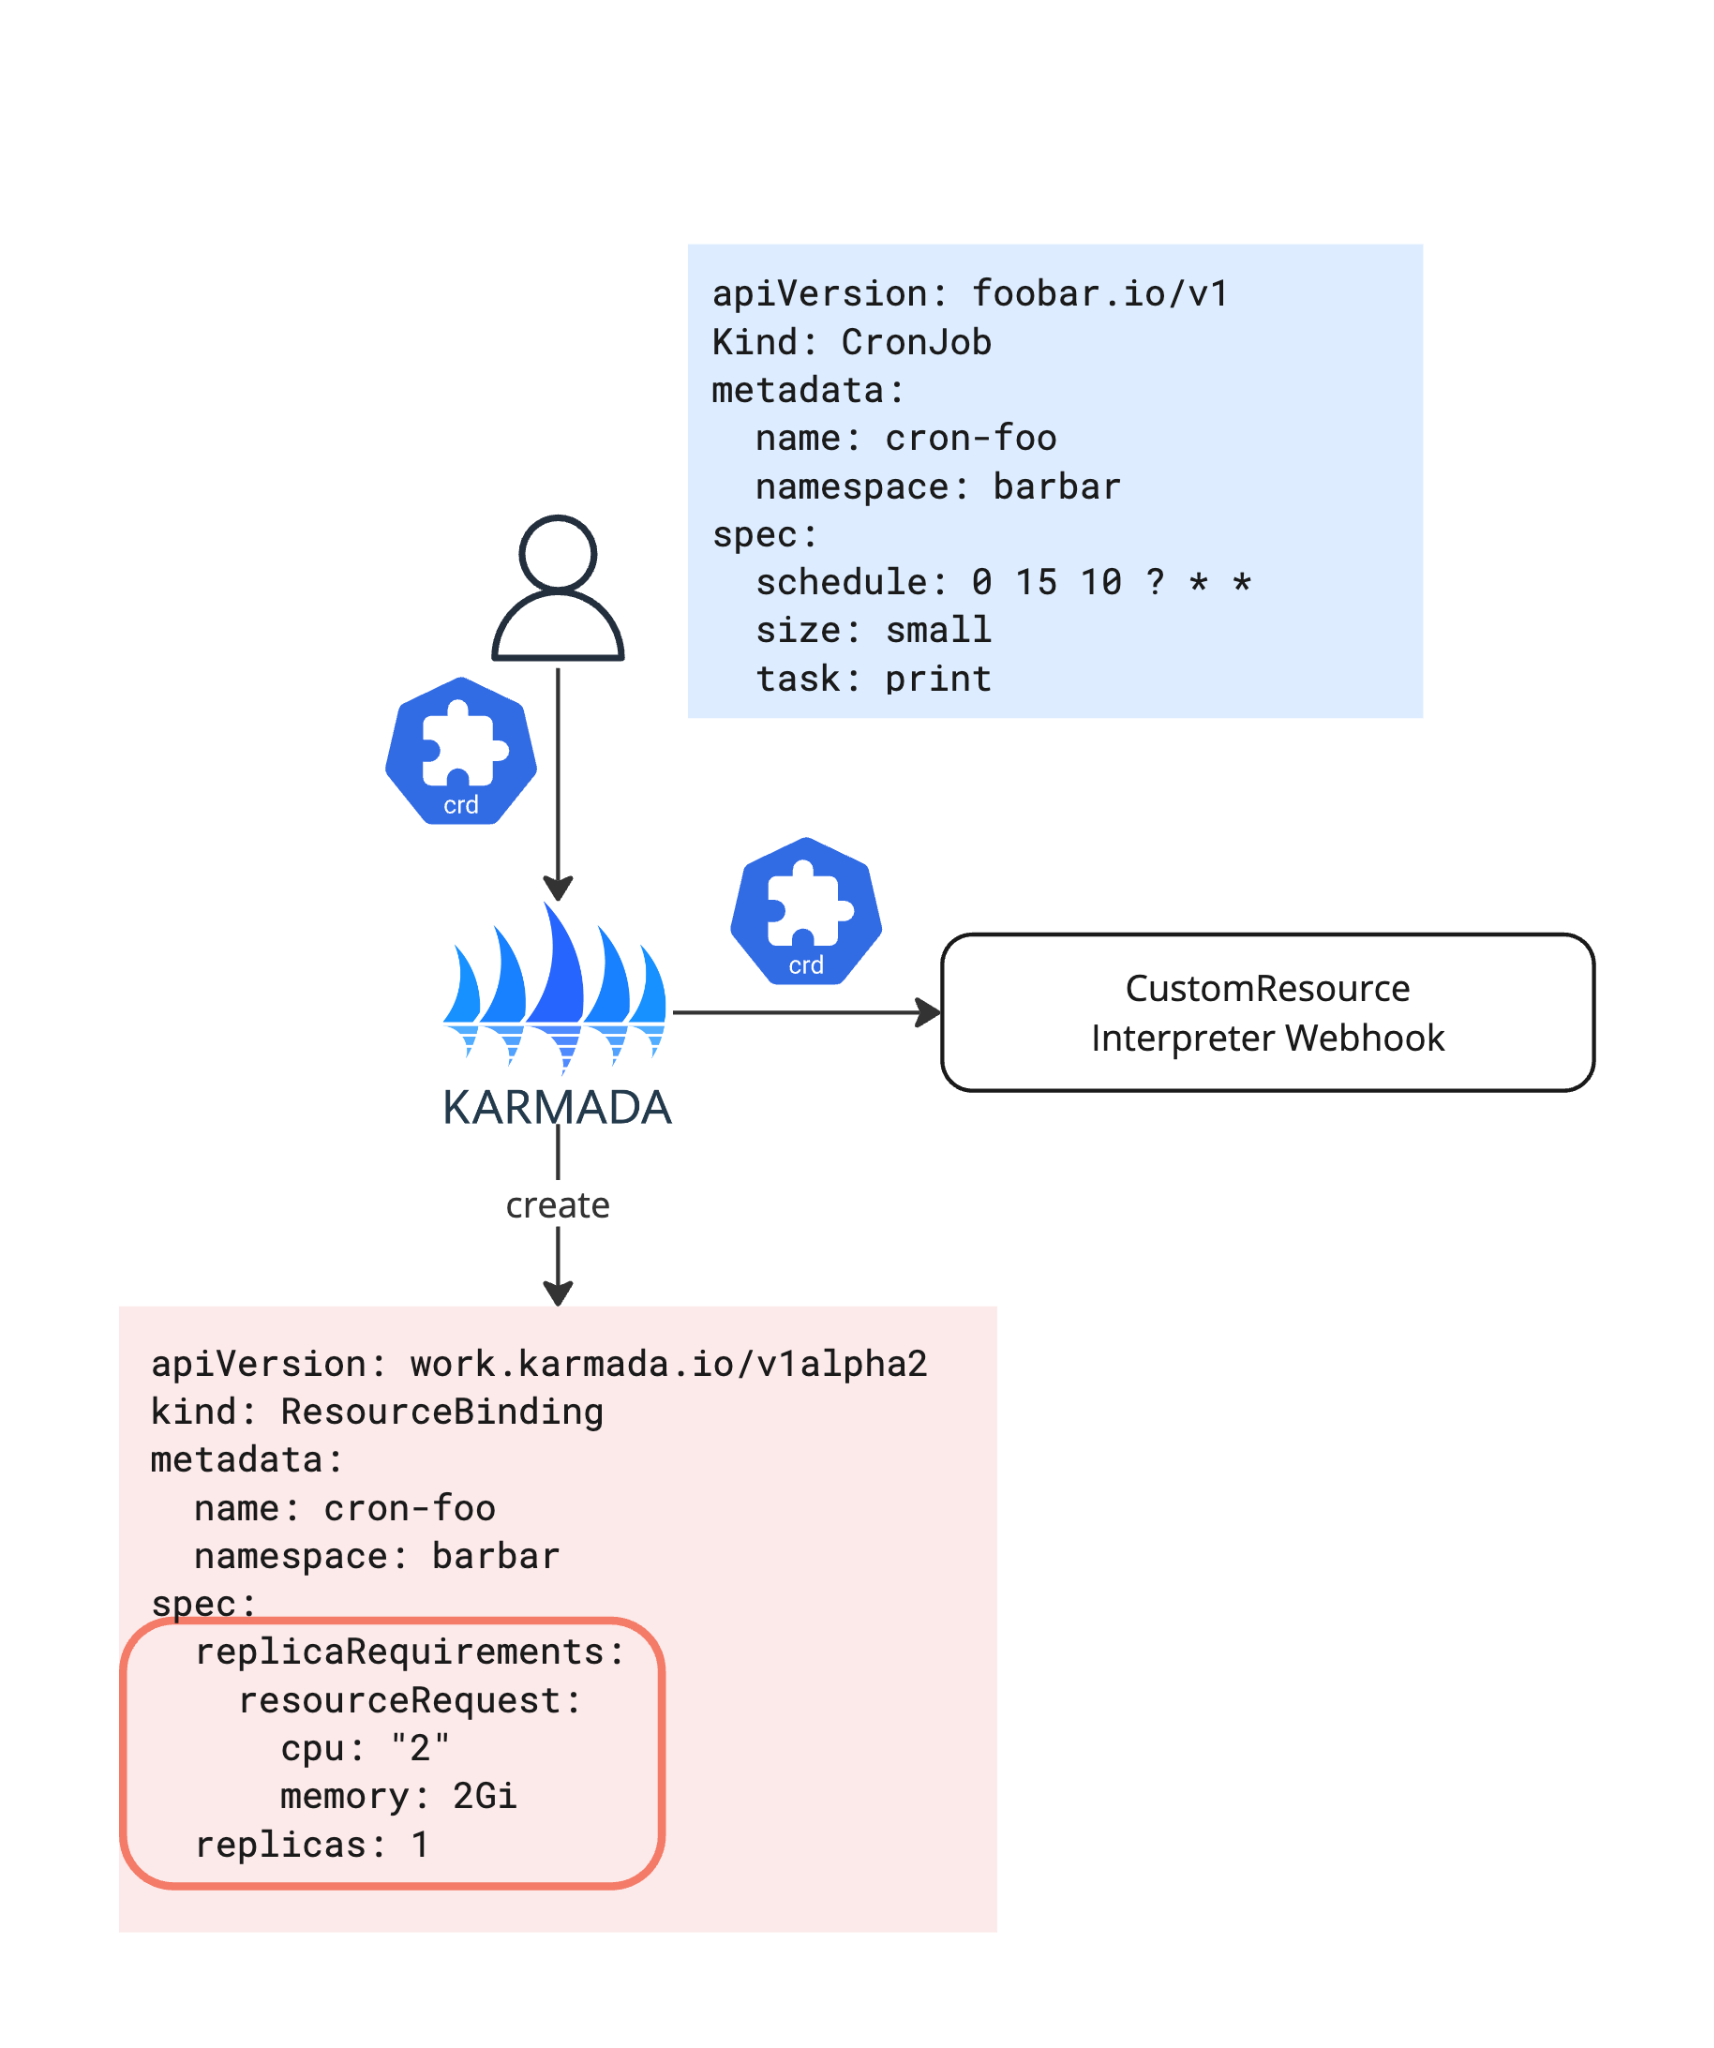 apiVersion: foobar.io/v1
Kind: CronJob
metadata:
  name: cron-foo
  namespace: barbar
spec:
  schedule: 0 15 10 ? * *
  size: small
  task: print
crd
crd
CustomResource
Interpreter Webhook
KARMADA
create
apiVersion: work.karmada.io/v1alpha2
kind: ResourceBinding
metadata:
  name: cron-foo
  namespace: barbar
spec:
  replicaRequirements:
    resourceRequest:
      cpu: "2"
      memory: 2Gi
  replicas: 1